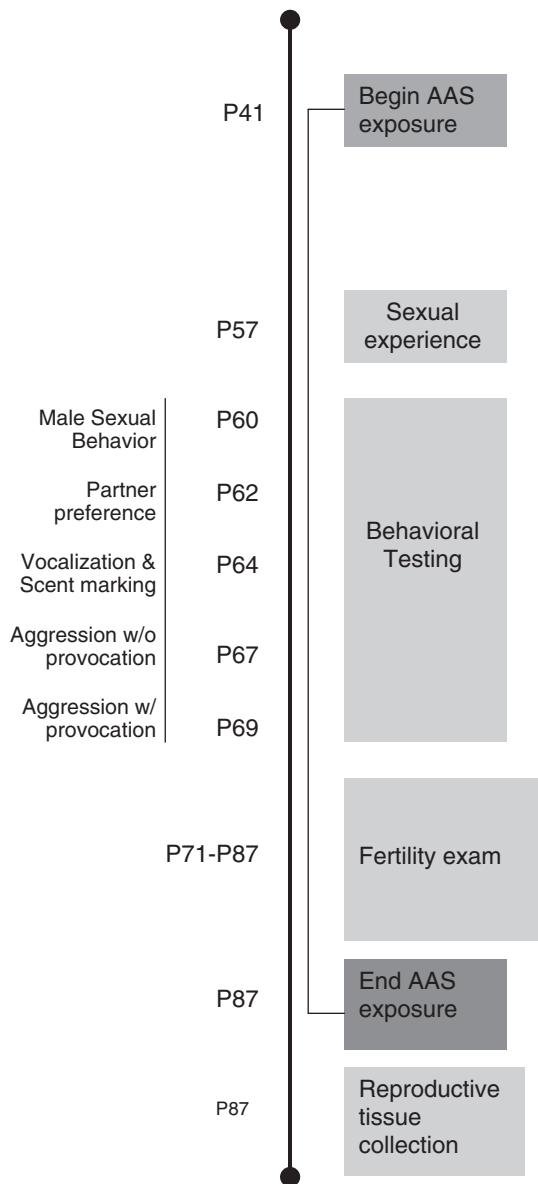 P41
Begin AAS
exposure
P57
Sexual
experience
Male Sexual
Behavior
P60
Partner
preference
P62
Vocalization &
Scent marking
P64
Aggression w/o
provocation
P67
Aggression w/
provocation
P69
Behavioral
Testing
P71-P87
Fertility exam
P87
End AAS
exposure
P87
Reproductive
tissue
collection